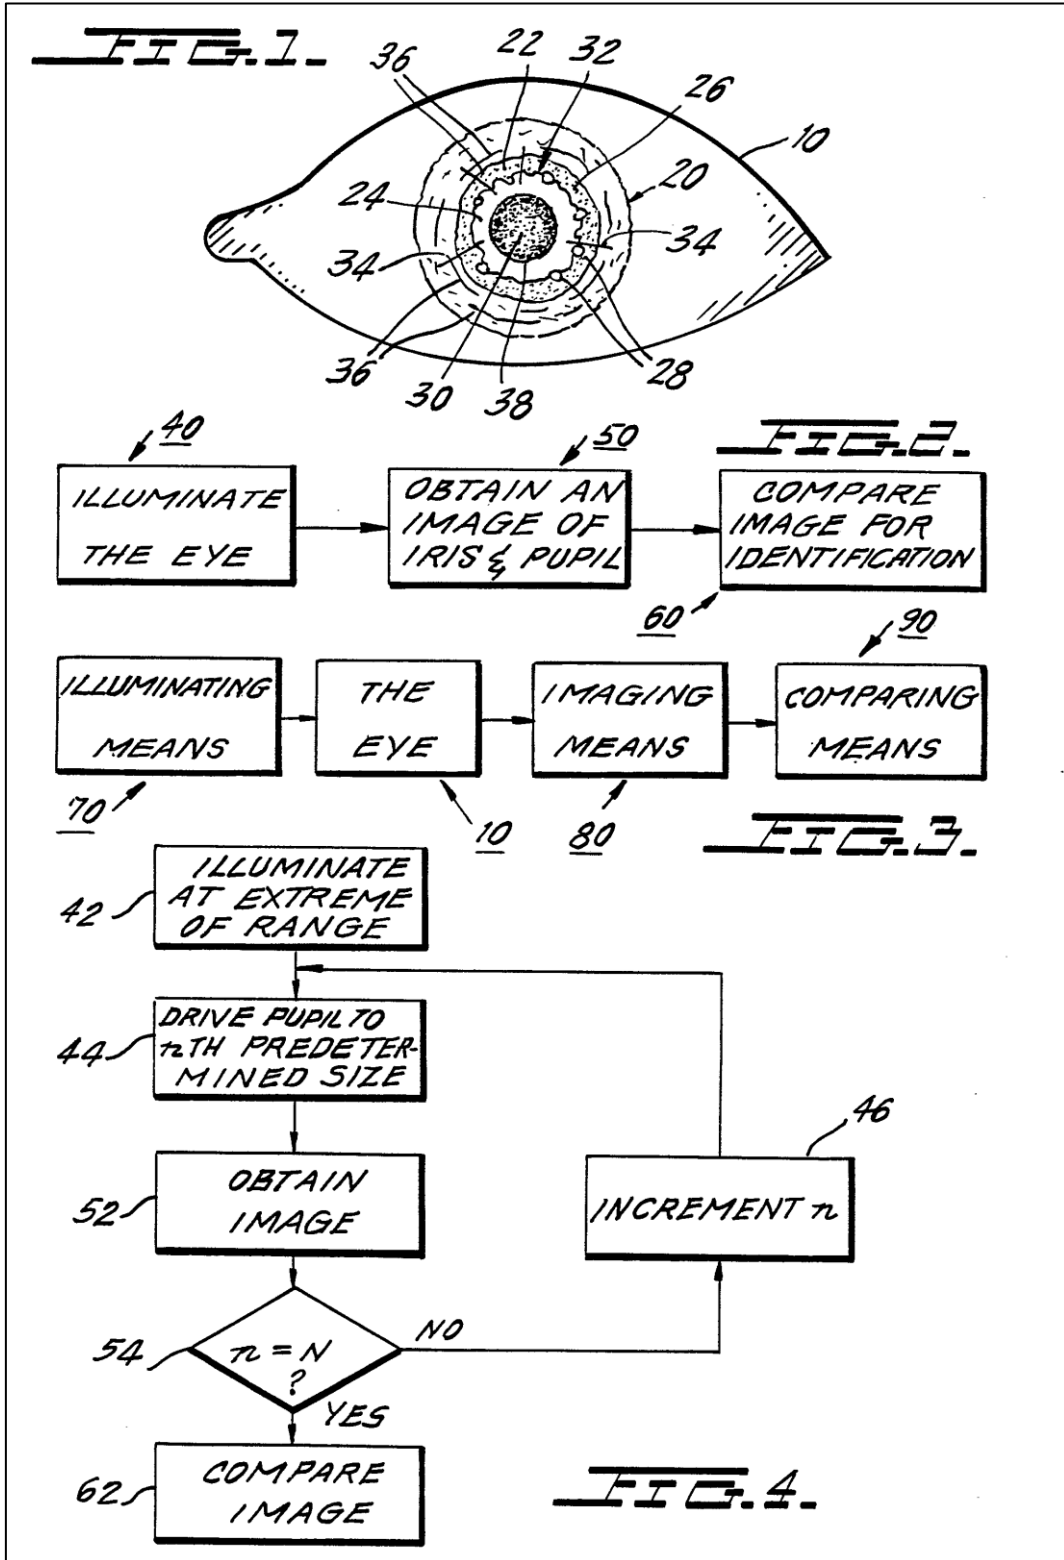 FIG.1.
36
22
32
26
10
20
24
34
34
36
30
38
28
FIG.2.
40
ILLUMINATE
THE EYE
50
OBTAIN AN
IMAGE OF
IRIS & PUPIL
COMPARE
IMAGE FOR
IDENTIFICATION
60
90
ILLUMINATING
MEANS
THE
EYE
IMAGING
MEANS
COMPARING
MEANS
70
10
80
FIG.3.
42
ILLUMINATE
AT EXTREME
OF RANGE
44
DRIVE PUPIL TO
nTH PREDETER-
MINED SIZE
46
INCREMENT n
52
OBTAIN
IMAGE
54
n = N
?
NO
YES
62
COMPARE
IMAGE
FIG.4.